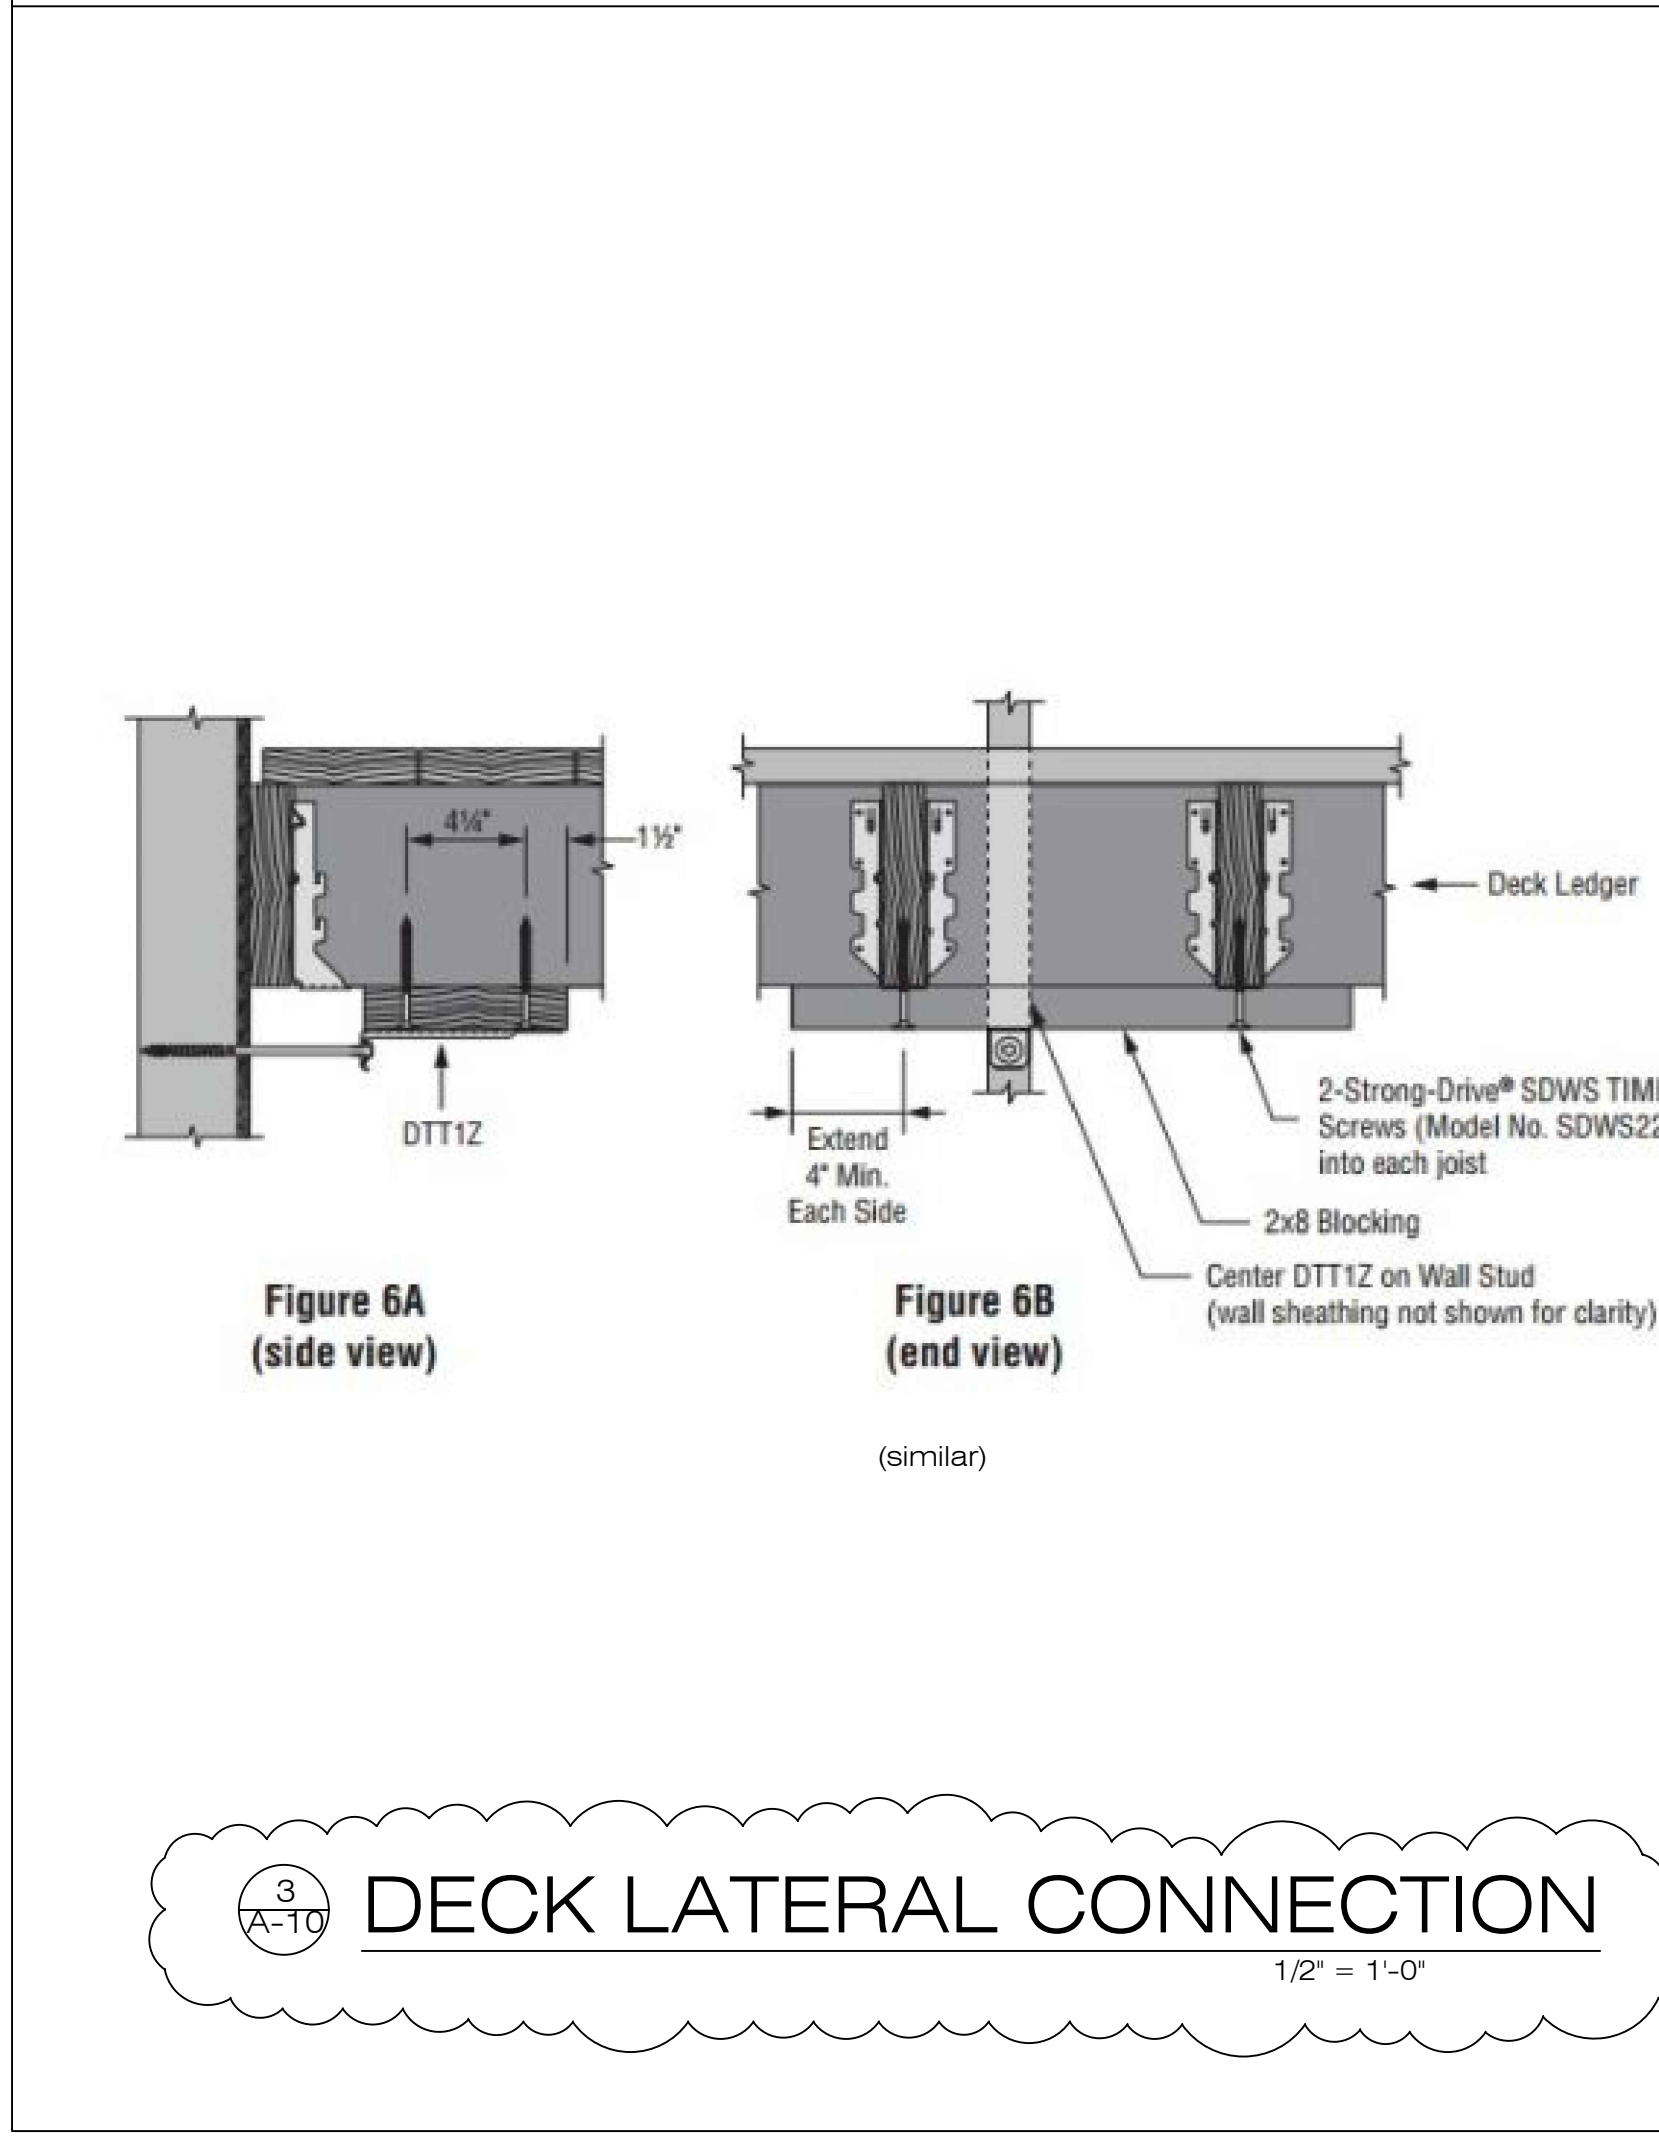 4¼"
1½"
DTT1Z
Figure 6A
(side view)
Deck Ledger
2-Strong-Drive® SDWS
Screws (Model No.
into each joist
2x8 Blocking
Center DTT1Z on Wall Stud
(wall sheathing not shown for clarity)
Extend
4" Min.
Each Side
Figure 6B
(end view)
(similar)
3
A-10
DECK LATERAL CONNECTION
1/2" = 1'-0"